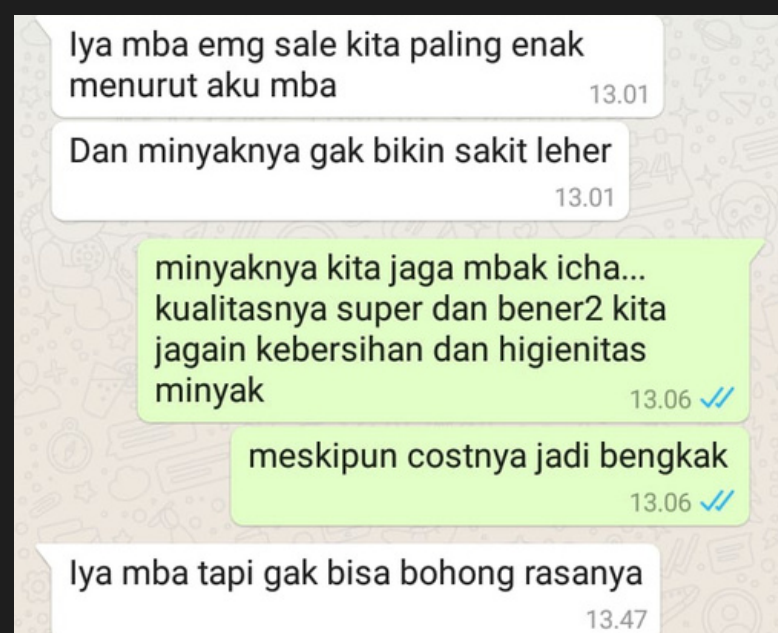 Iya mba emg sale kita paling enak
menurut aku mba
13.01
Dan minyaknya gak bikin sakit leher
13.01
minyaknya kita jaga mbak icha...
kualitasnya super dan bener2 kita
jagain kebersihan dan higienitas
minyak
13.06
meskipun costnya jadi bengkak
13.06
Iya mba tapi gak bisa bohong rasanya
13.47